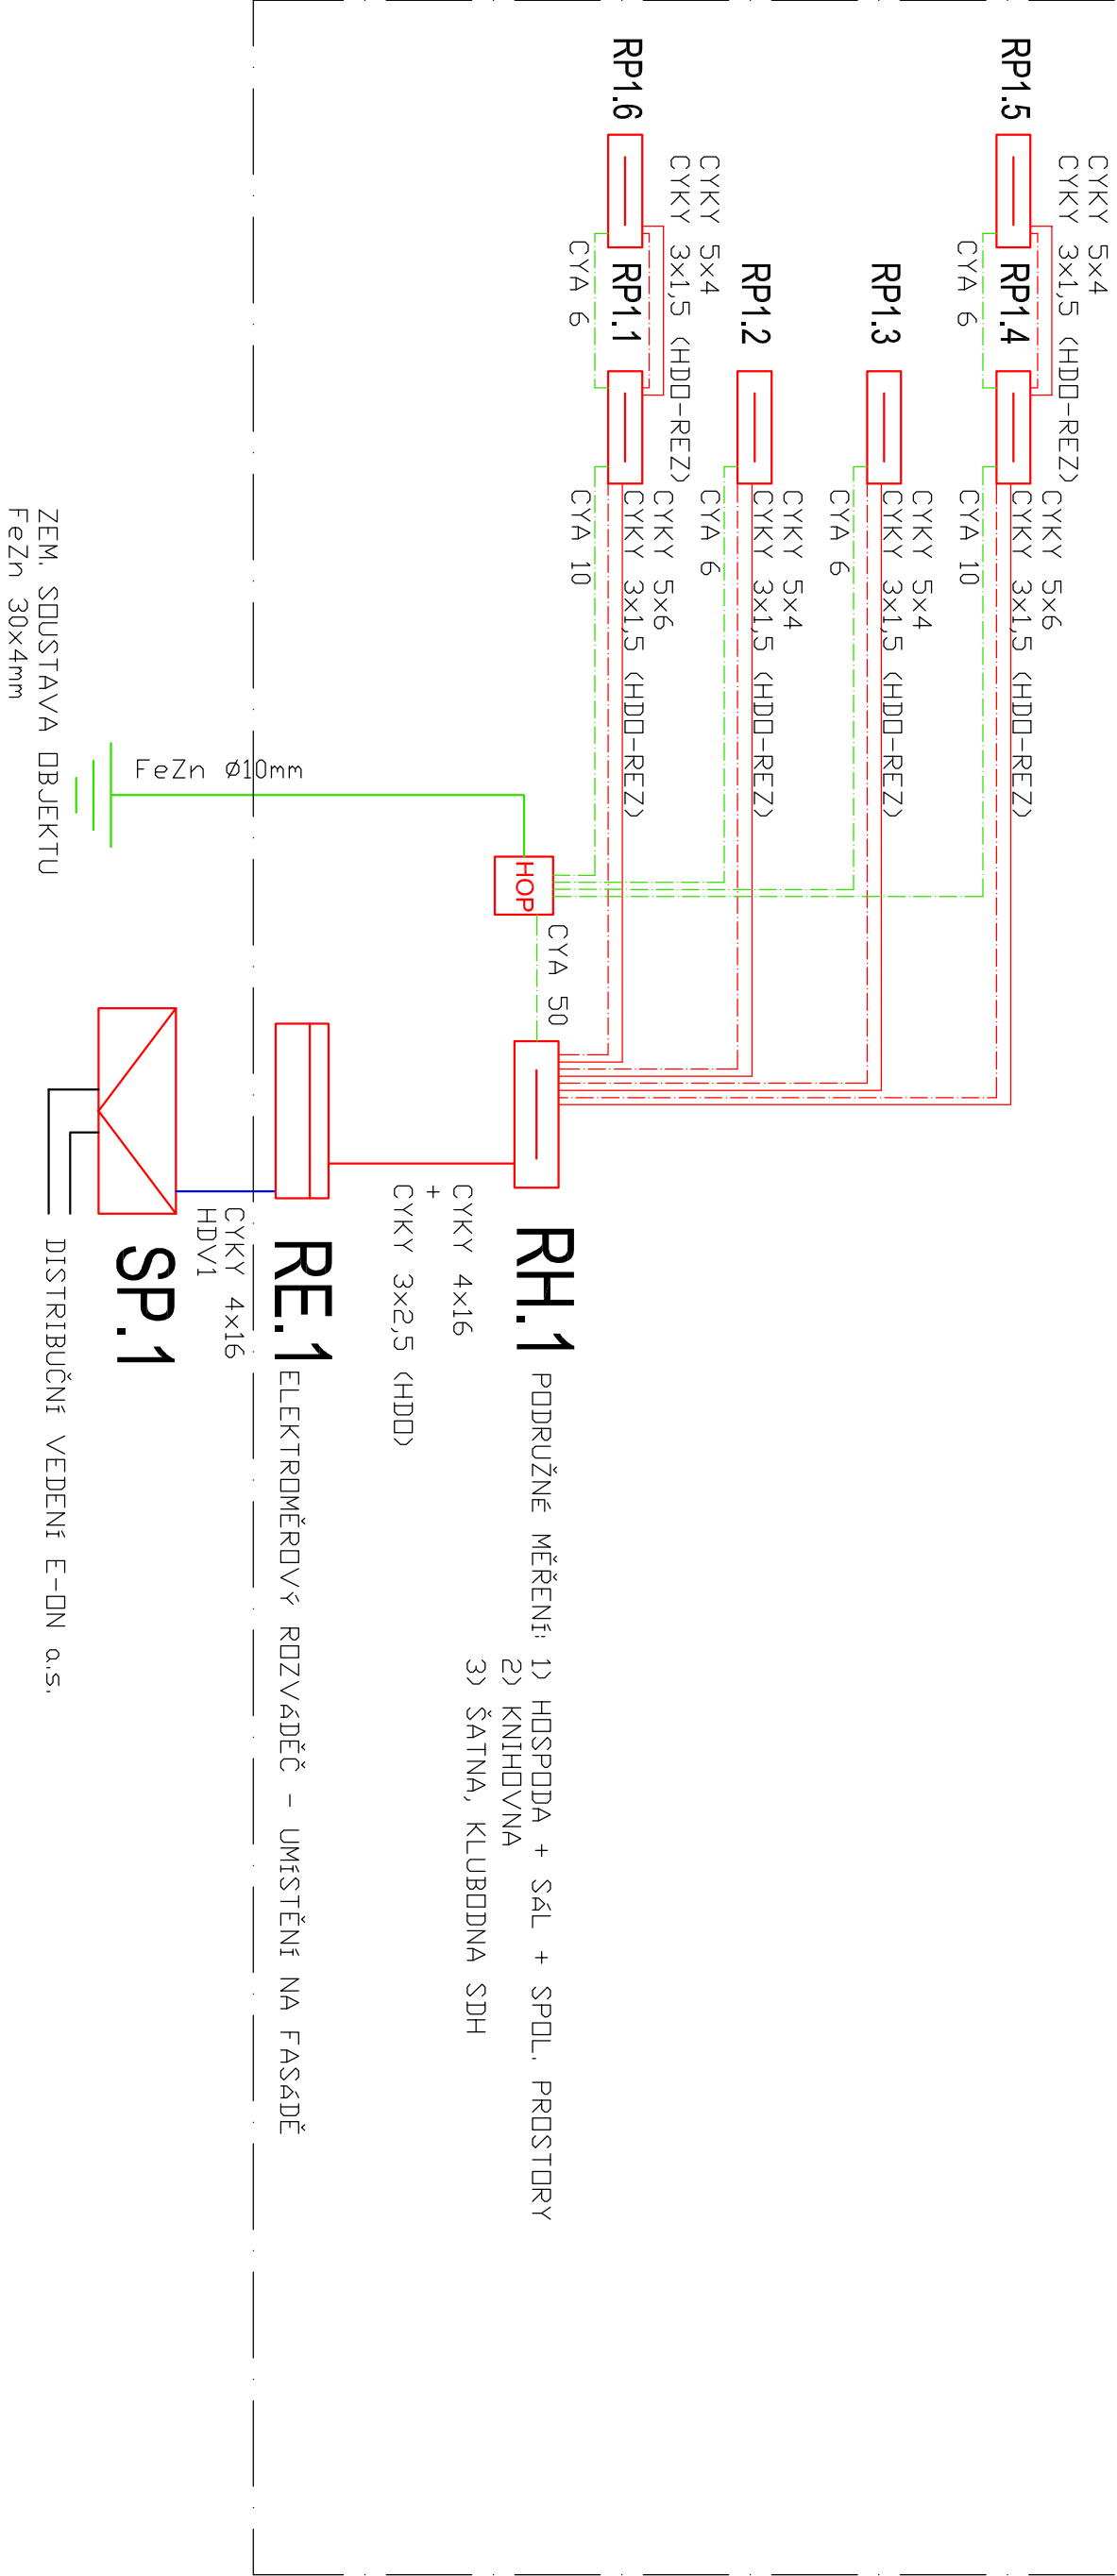 CYKY 5x4
CYKY 3x1,5 (HDO-REZ)
RP1.5
RP1.4
CYA 6
CYKY 5x6
CYKY 3x1,5 (HDO-REZ)
CYA 10
RP1.3
CYKY 5x4
CYKY 3x1,5 (HDO-REZ)
CYA 6
RP1.2
CYKY 5x4
CYKY 3x1,5 (HDO-REZ)
CYA 6
CYKY 5x4
CYKY 3x1,5 (HDO-REZ)
RP1.6
RP1.1
CYA 6
CYKY 5x6
CYKY 3x1,5 (HDO-REZ)
CYA 10
HOP
CYA 50
RH.1
PODRUŽNÉ MĚŘENÍ: 1) HOSPODA + SÁL + SPOL. PROSTORY
2) KNIHOVNA
3) ŠATNA, KLUBODNA SDH
CYKY 4x16
+
CYKY 3x2,5 (HDO)
RE.1
ELEKTROMĚROVÝ ROZVÁDĚČ - UMÍSTĚNÍ NA FASÁDĚ
CYKY 4x16
HDV1
FeZn Ø10mm
SP.1
ZEM. SOUSTAVA OBJEKTU
FeZn 30x4mm
DISTRIBUČNÍ VEDENÍ E-ON a.s.